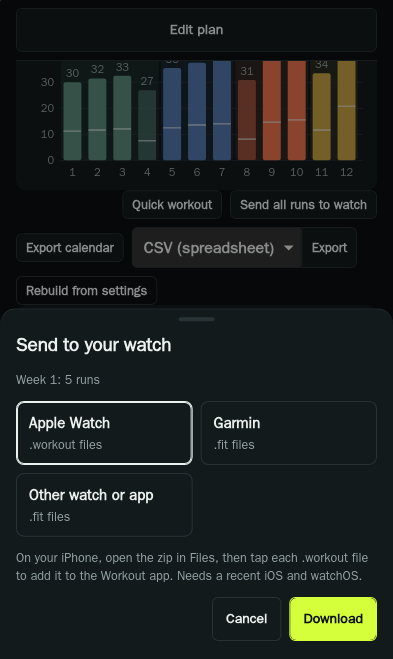 Edit plan
30 32 33 27 31 34
30
20
10
0
1 2 3 4 5 6 7 8 9 10 11 12
Quick workout Send all runs to watch
Export calendar CSV (spreadsheet) Export
Rebuild from settings
Send to your watch
Week 1: 5 runs
Apple Watch
.workout files
Garmin
.fit files
Other watch or app
.fit files
On your iPhone, open the zip in Files, then tap each .workout file
to add it to the Workout app. Needs a recent iOS and watchOS.
Cancel Download